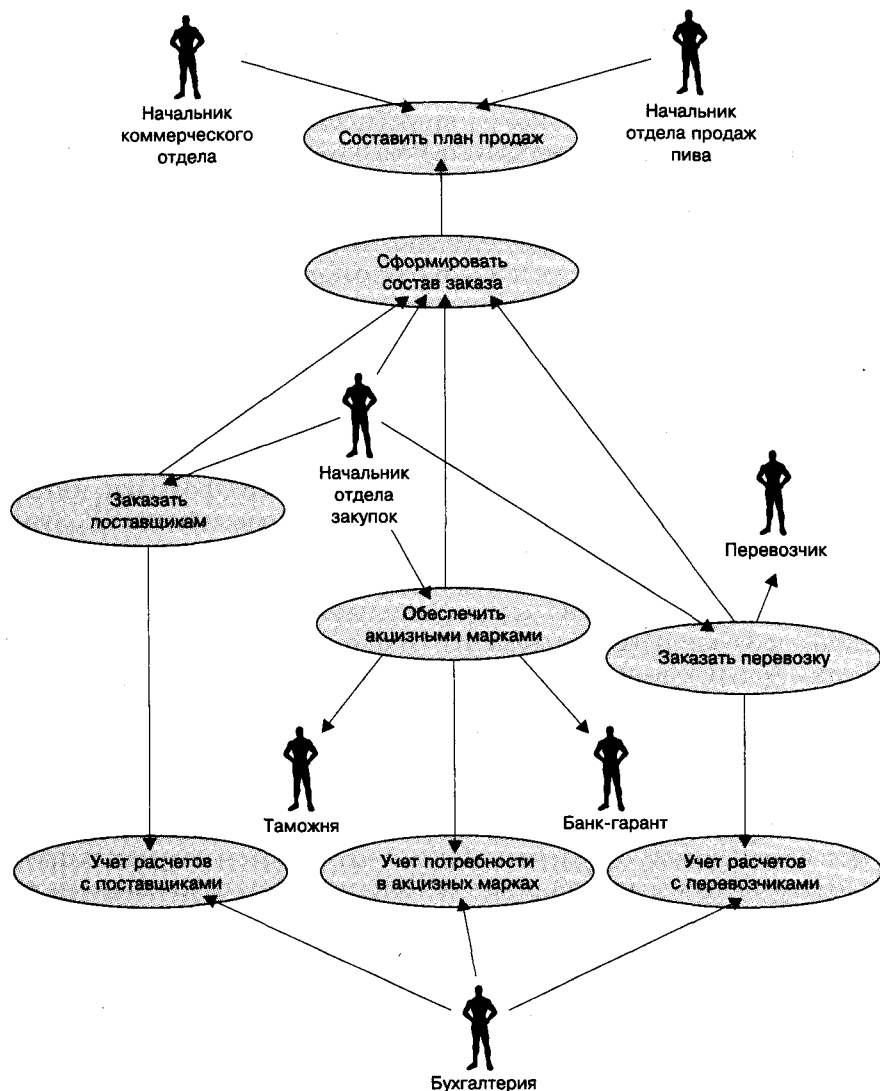 Начальник
коммерческого
отдела
Начальник
отдела продаж
пива
Составить план продаж
Сформировать
состав заказа
Начальник
отдела
закупок
Заказать
поставщикам
Перевозчик
Обеспечить
акцизными марками
Заказать перевозку
Таможня
Банк-гарант
Учет расчетов
с поставщиками
Учет потребности
в акцизных марках
Учет расчетов
с перевозчиками
Бухгалтерия